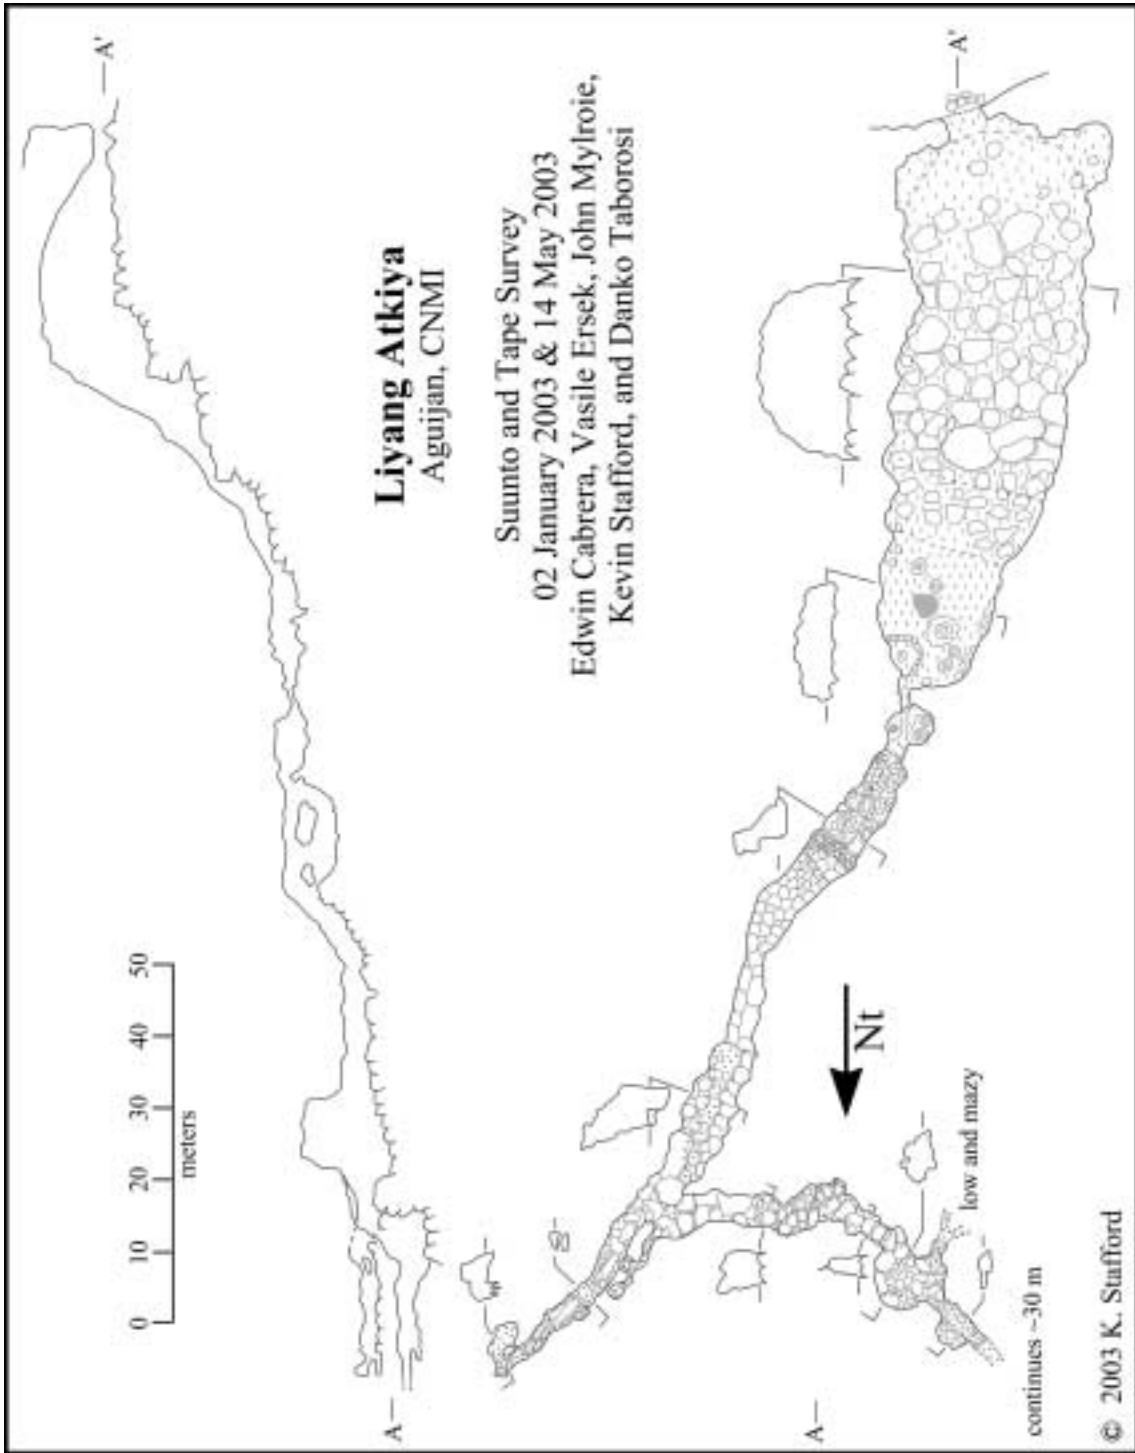 Liyang Atkiya
Aguijan, CNMI
Suunto and Tape Survey
02 January 2003 & 14 May 2003
Edwin Cabrera, Vasile Ersek, John Mylroie,
Kevin Stafford, and Danko Taborosi
A
A'
0 10 20 30 40 50
meters
A
A'
Nt
low and mazy
continues ~30 m
© 2003 K. Stafford